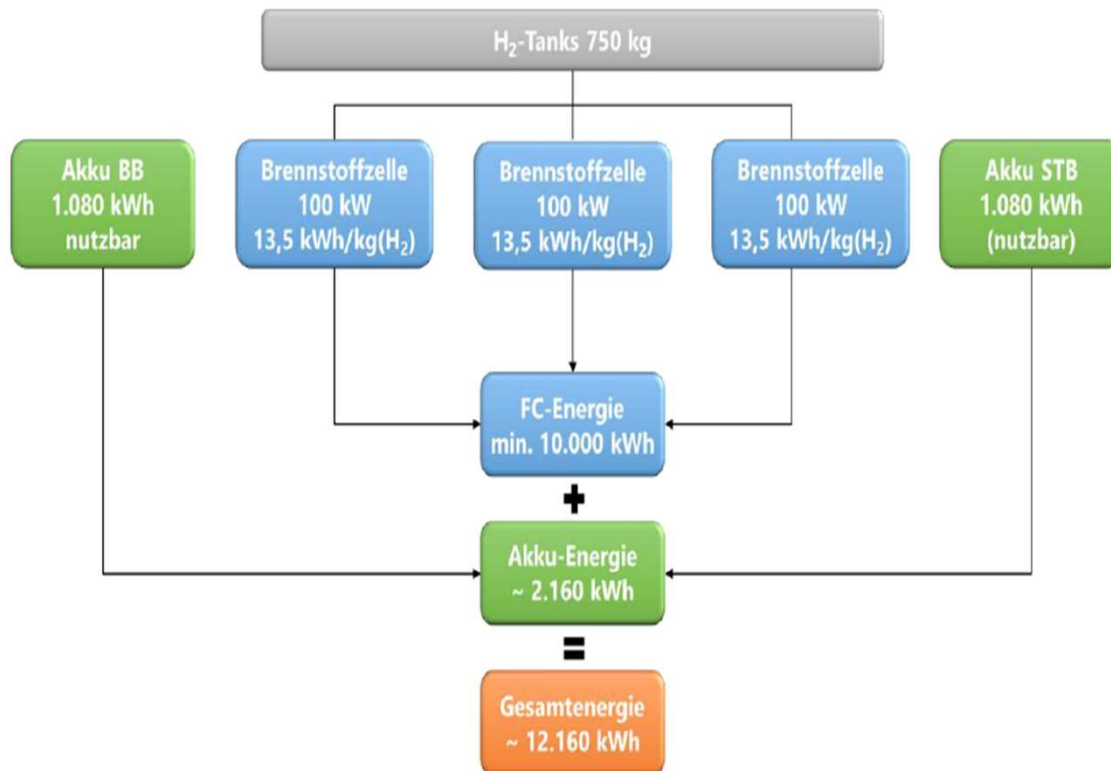 H₂-Tanks 750 kg
Akku BB
1.080 kWh
nutzbar
Brennstoffzelle
100 kW
13,5 kWh/kg(H₂)
Brennstoffzelle
100 kW
13,5 kWh/kg(H₂)
Brennstoffzelle
100 kW
13,5 kWh/kg(H₂)
Akku STB
1.080 kWh
(nutzbar)
FC-Energie
min. 10.000 kWh
+
Akku-Energie
~ 2.160 kWh
=
Gesamtenergie
~ 12.160 kWh